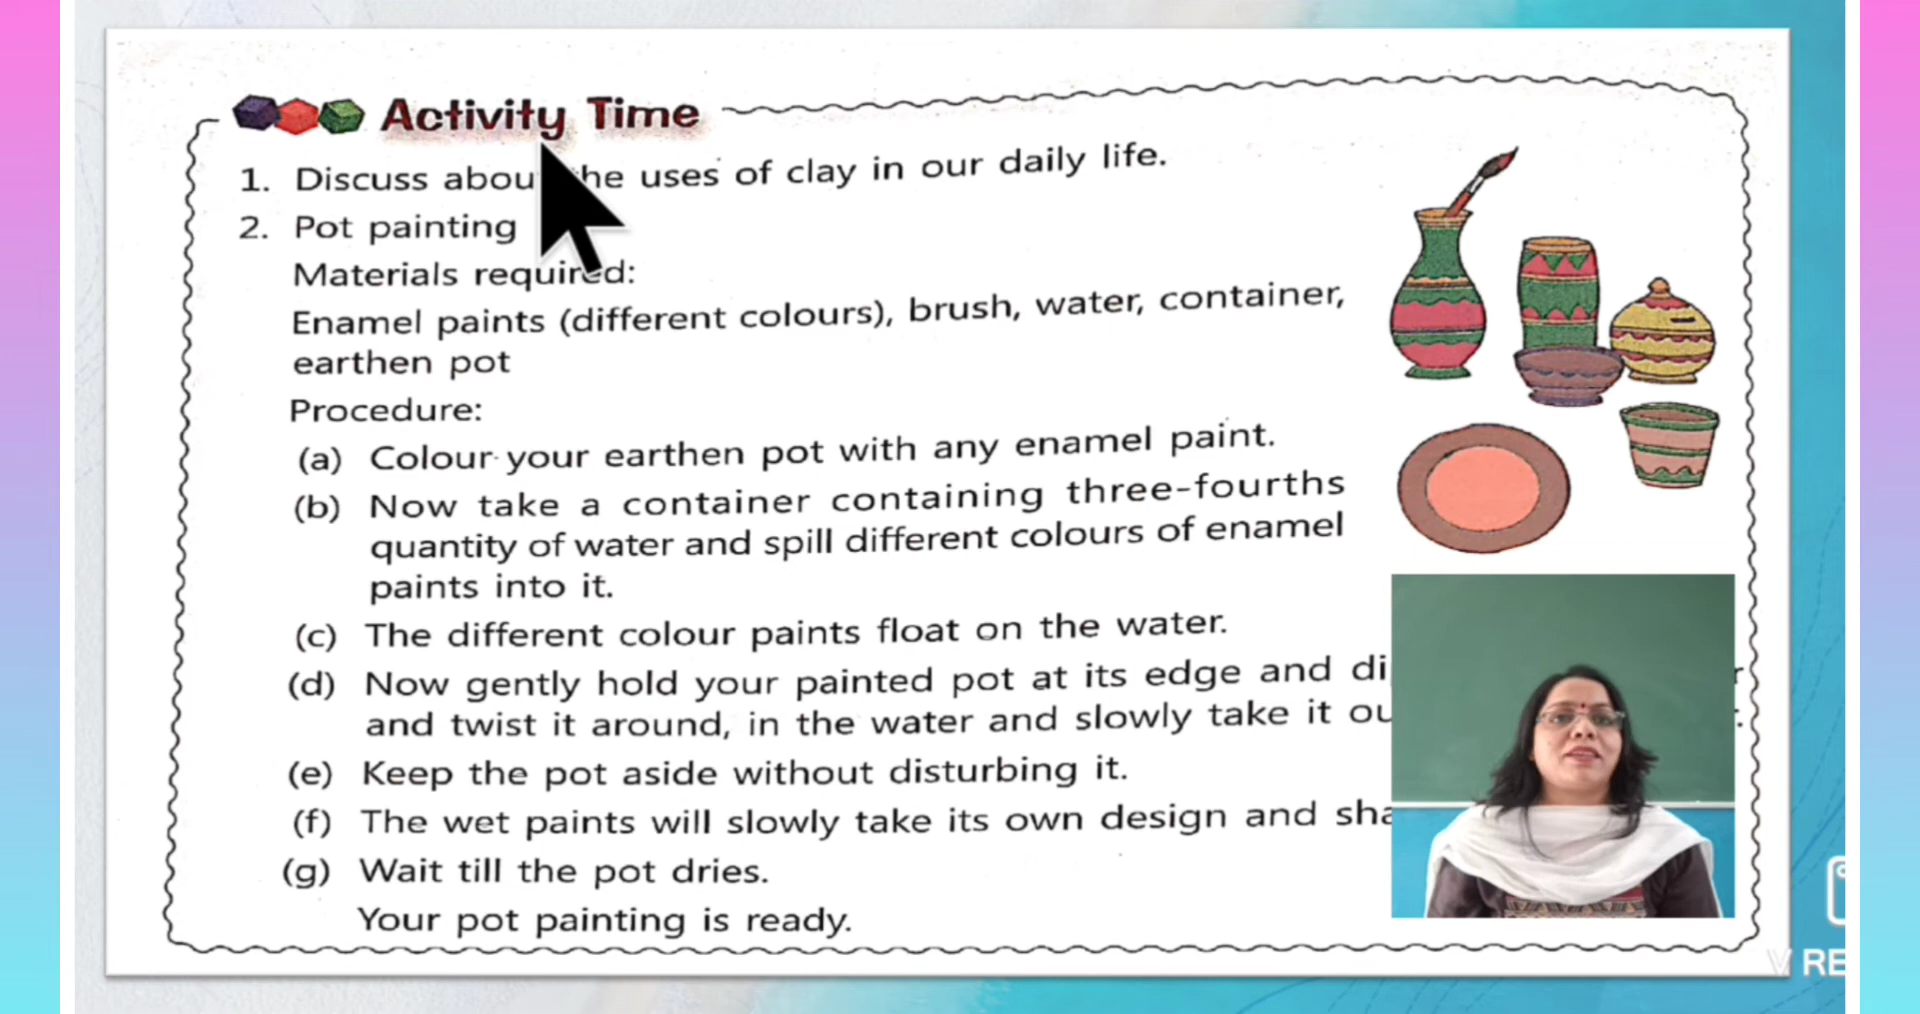 Activity Time
1. Discuss abou he uses of clay in our daily life.
2. Pot painting
Materials required:
Enamel paints (different colours), brush, water, container,
earthen pot
Procedure:
(a) Colour your earthen pot with any enamel paint.
(b) Now take a container containing three-fourths
quantity of water and spill different colours of enamel
paints into it.
(c) The different colour paints float on the water.
(d) Now gently hold your painted pot at its edge and
and twist it around, in the water and slowly take it
(e) Keep the pot aside without disturbing it.
(f) The wet paints will slowly take its own design and
(g) Wait till the pot dries.
Your pot painting is ready.